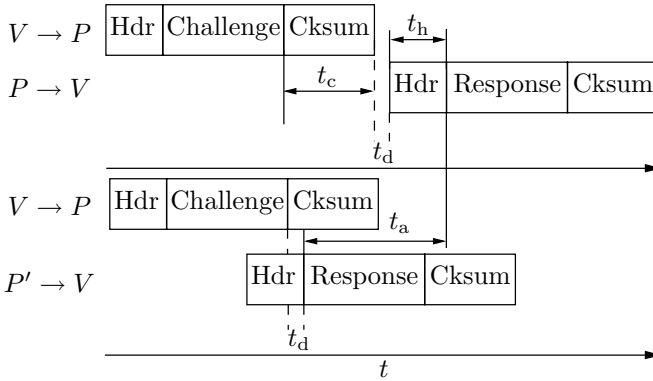 V → P Hdr Challenge Cksum t_h
t_c
P → V Hdr Response Cksum
t_d
V → P Hdr Challenge Cksum
t_a
P′ → V Hdr Response Cksum
t_d
t